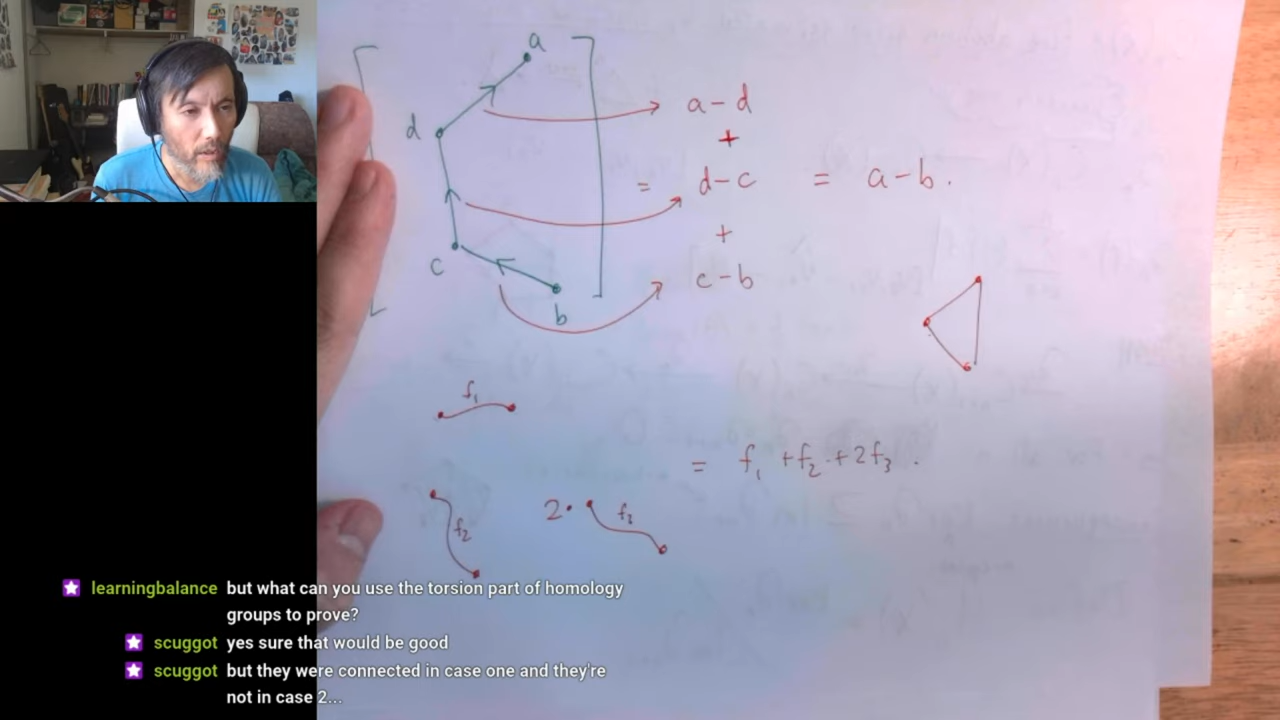 a
a - d
d
+
= d - c = a - b.
+
c
c - b
b
f₁
= f₁ + f₂ + 2f₃.
f₂
2· f₃
learningbalance but what can you use the torsion part of homology
groups to prove?
scuggot yes sure that would be good
scuggot but they were connected in case one and they're
not in case 2...